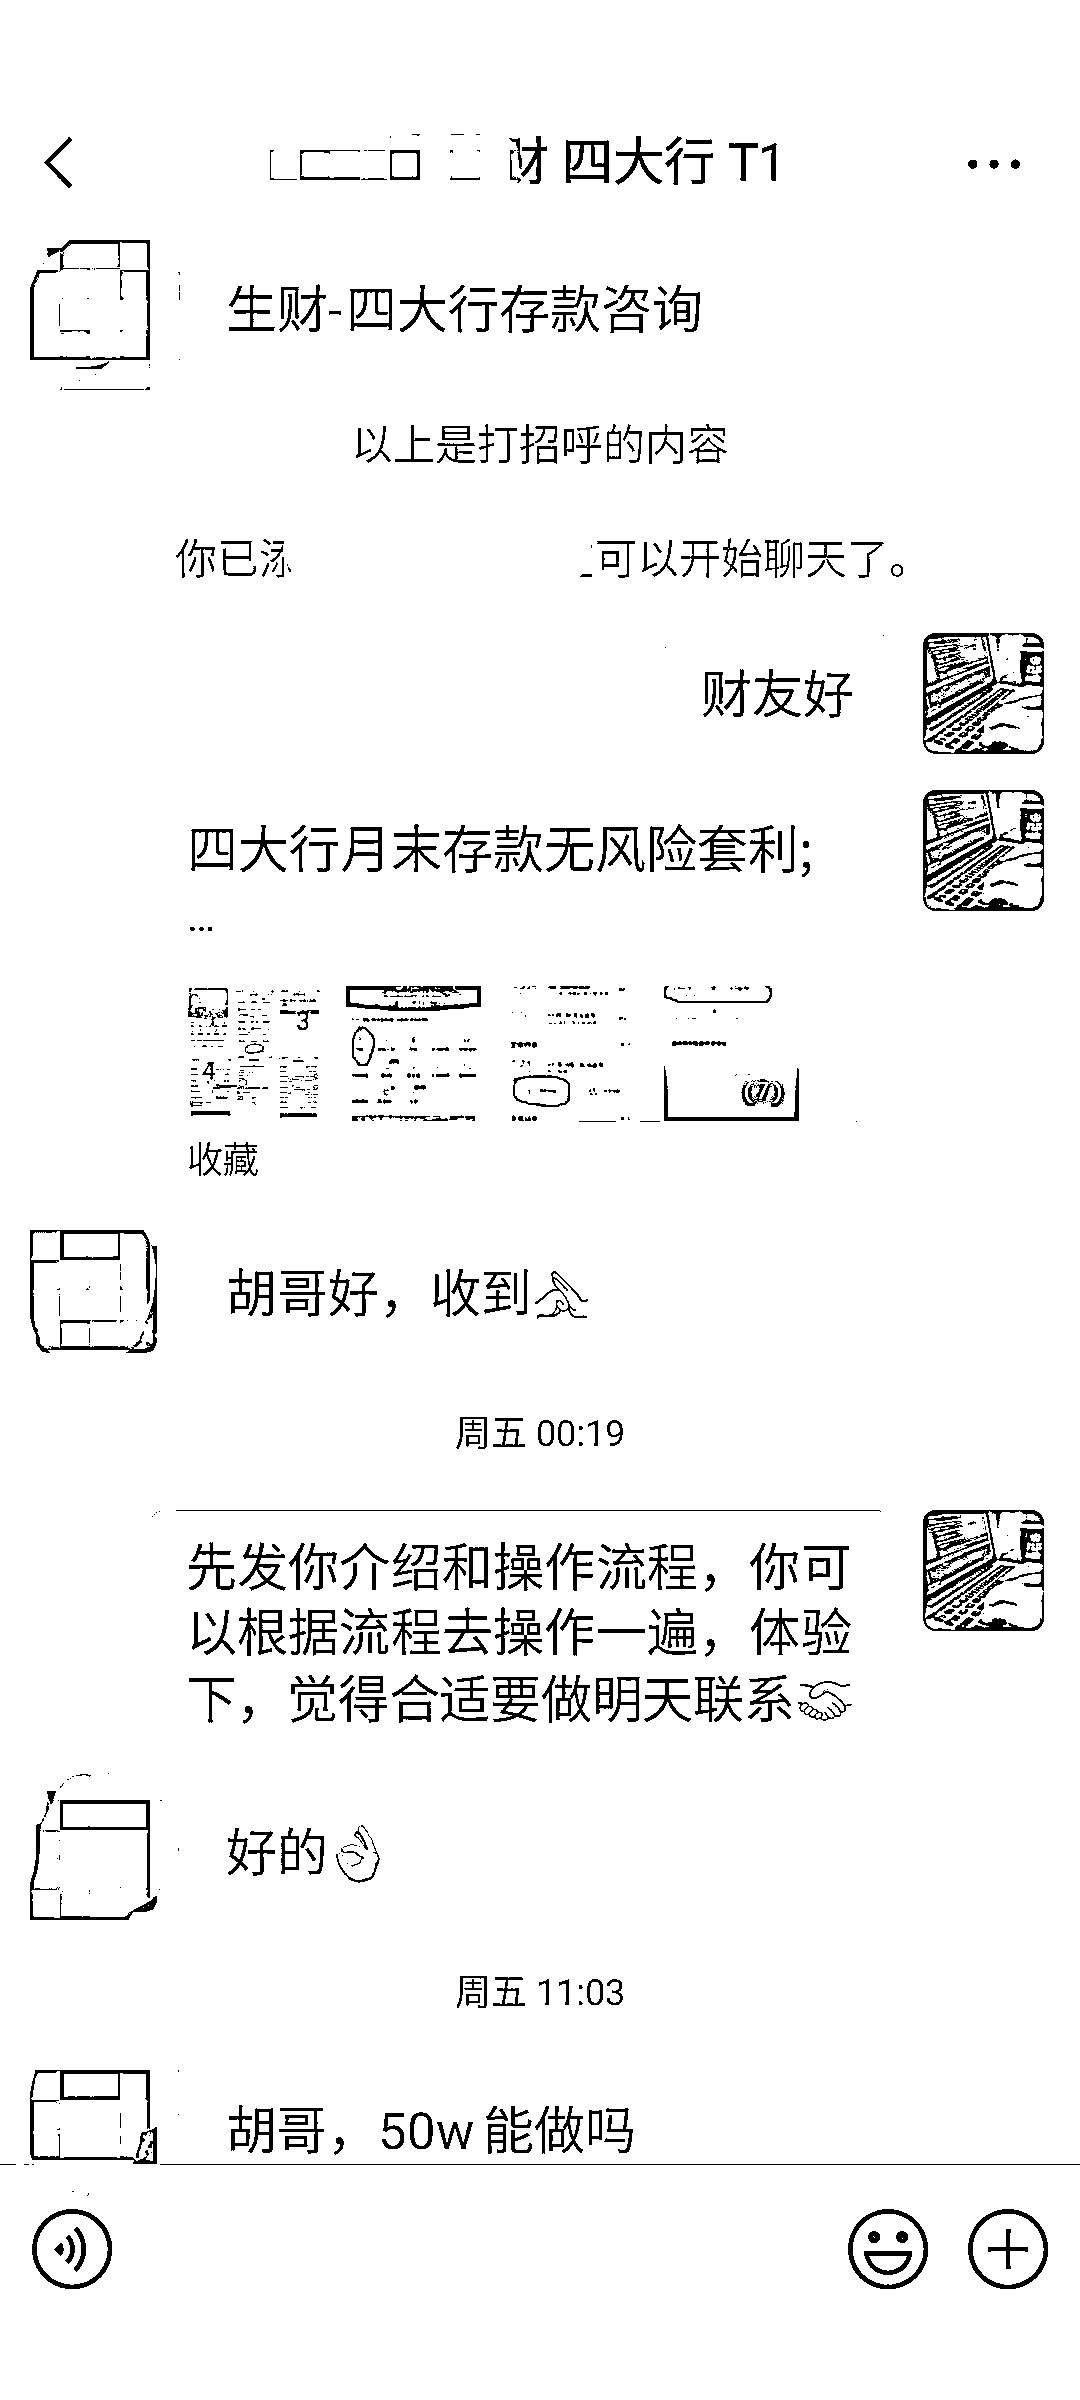 财 四大行 T1
生财-四大行存款咨询
以上是打招呼的内容
你已添
可以开始聊天了。
财友好
四大行月末存款无风险套利;
...
3
4
收藏
胡哥好，收到
周五 00:19
先发你介绍和操作流程，你可
以根据流程去操作一遍，体验
下，觉得合适要做明天联系
好的
周五 11:03
胡哥，50w 能做吗